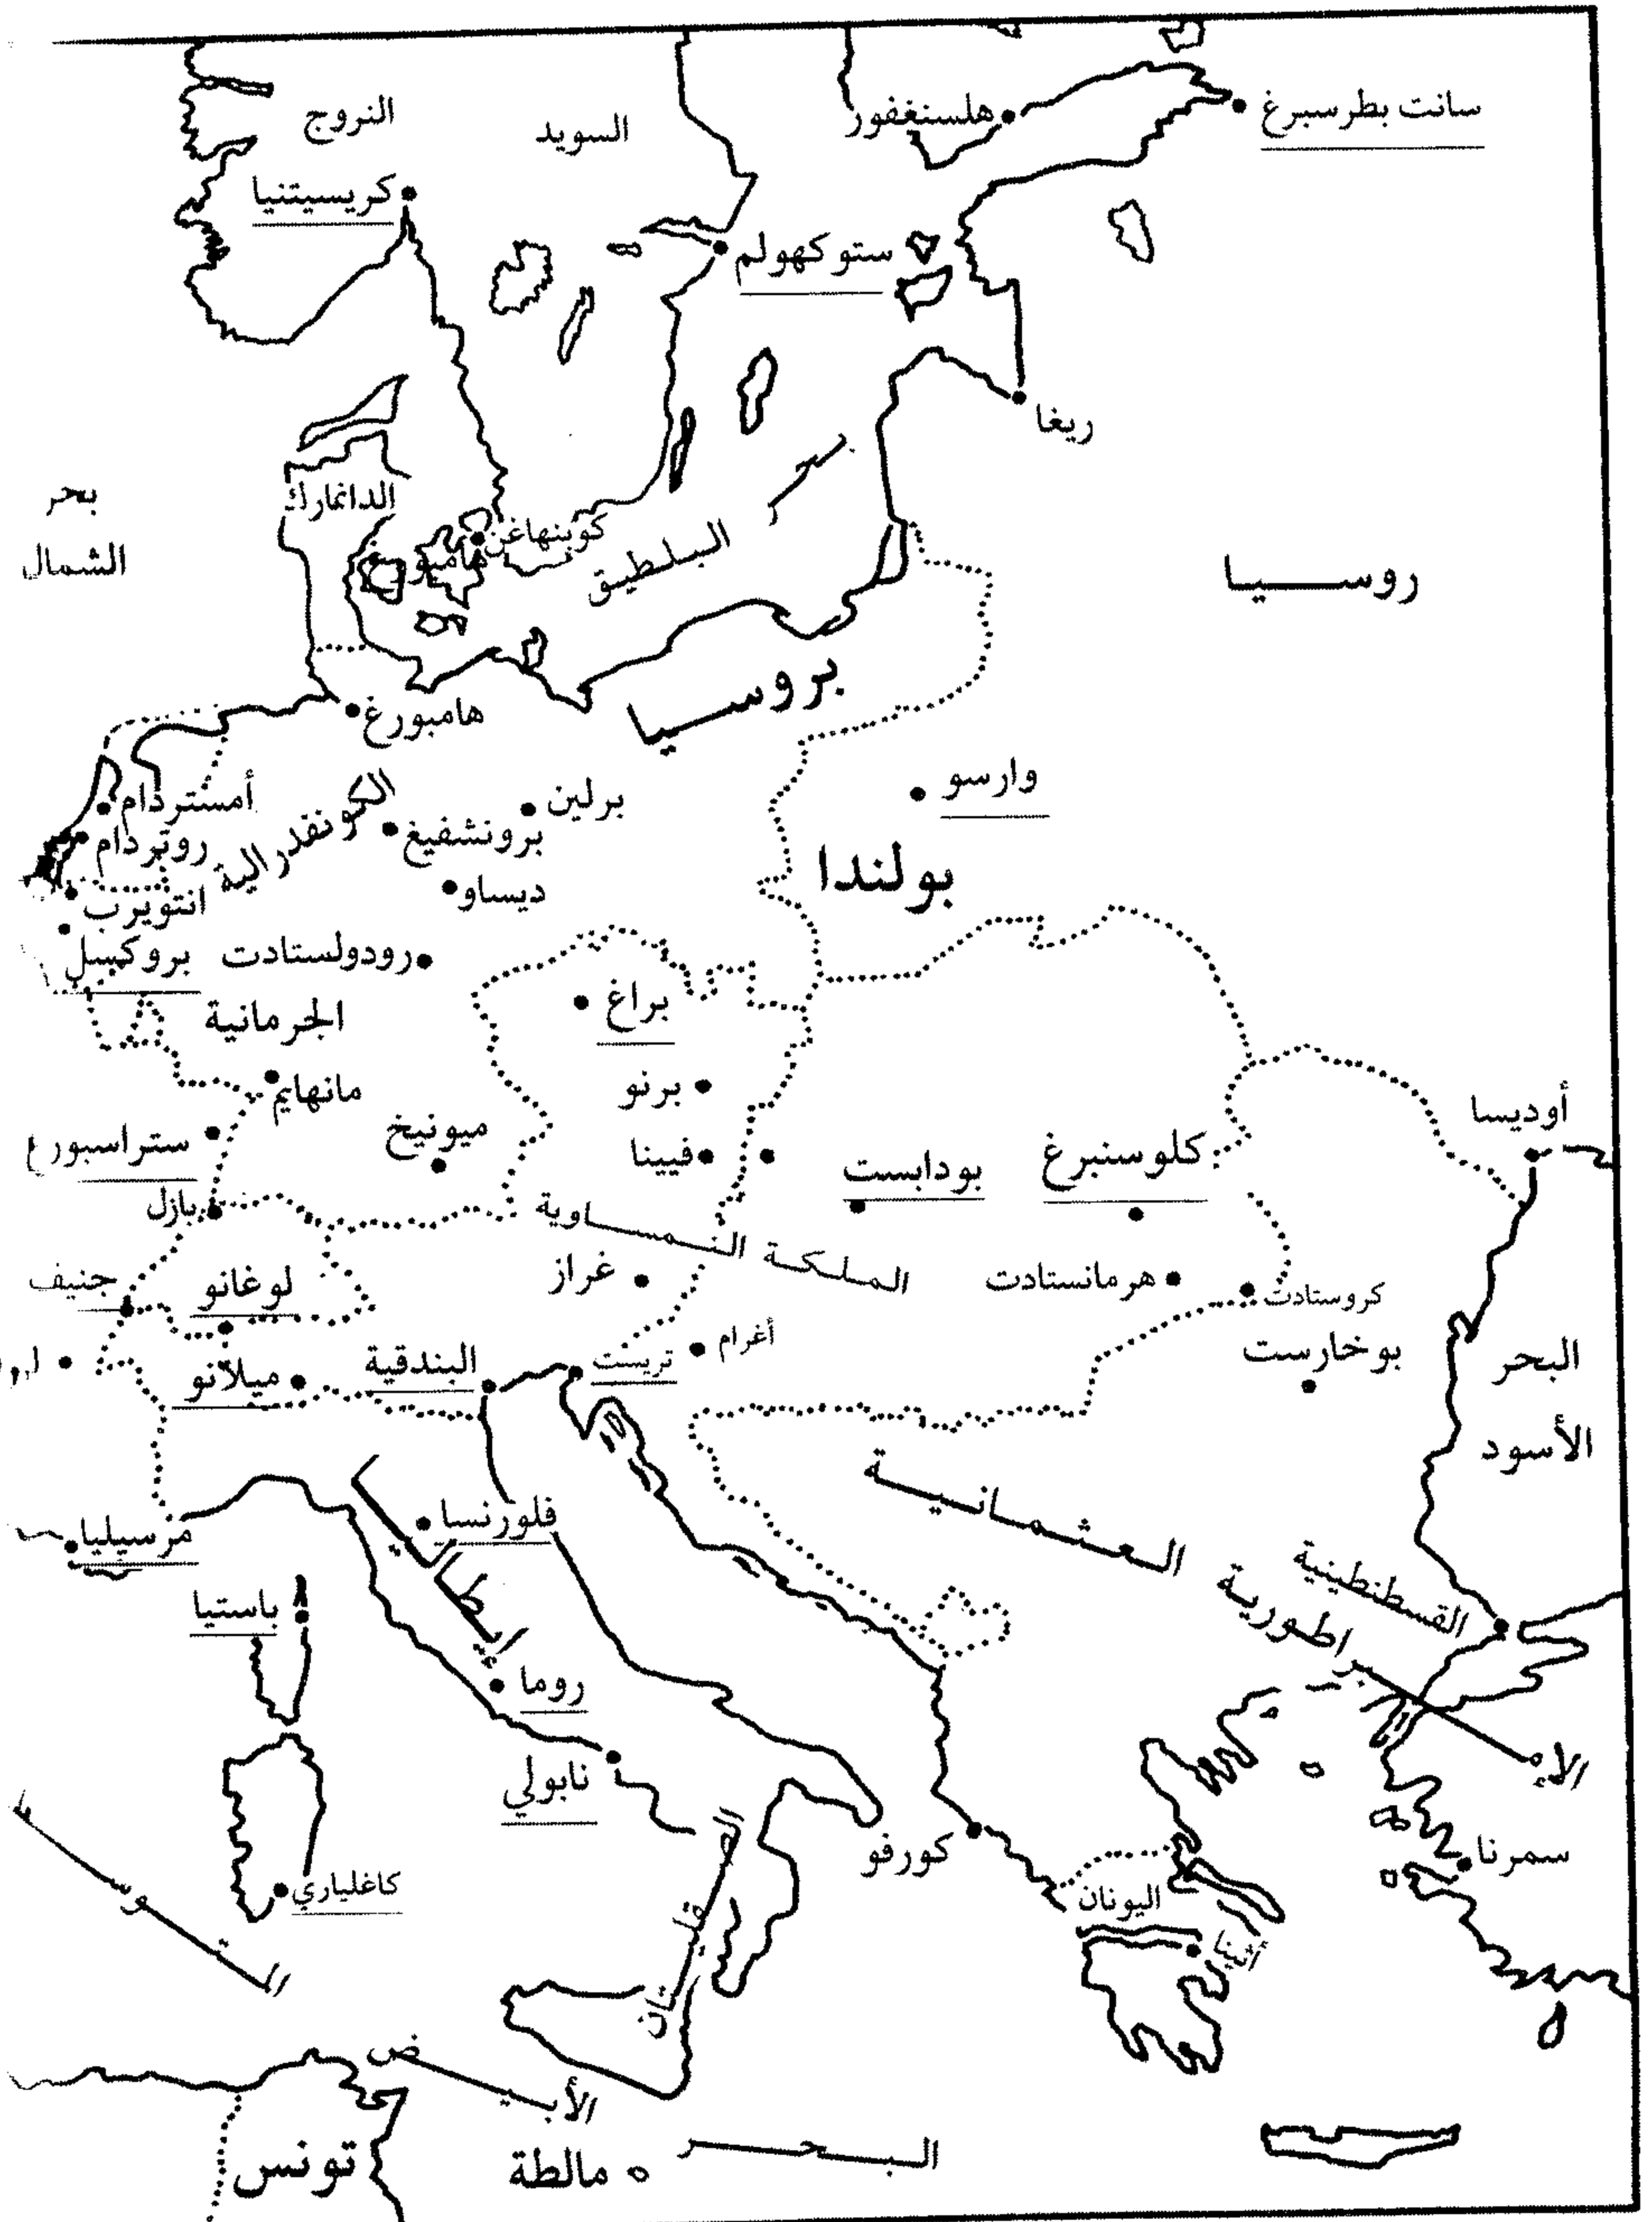 سانت بطرسبرغ
هلسنغفور
السويد
النروج
كريسيتنيا
ستوكهولم
ريغا
الدانمارك
بحر
الشمال
كوبنهاغن
بحر
البلطيق
روسيا
بروسيا
هامبورغ
وارسو
برلين
أمستردام
الكونفدرالية
برونشفيغ
روتردام
بولندا
ديساو
انتويرب
رودولستادت
بروكسل
براغ
الجرمانية
مانهايم
برنو
أوديسا
ميونيخ
ستراسبورغ
فيينا
بودابست
كلوسنبرغ
بازل
المملكة النمساوية
غراز
هرمانستادت
كروستادت
جنيف
لوغانو
أغرام
تريست
البندقية
ميلانو
بوخارست
البحر
الأسود
الإمبراطورية العثمانية
فلورنسا
مرسيليا
إيطاليا
القسطنطينية
باستيا
روما
نابولي
كورفو
سمرنا
كاغلياري
اليونان
أثينا
البحر
الأبيض
المتوسط
تونس
مالطة